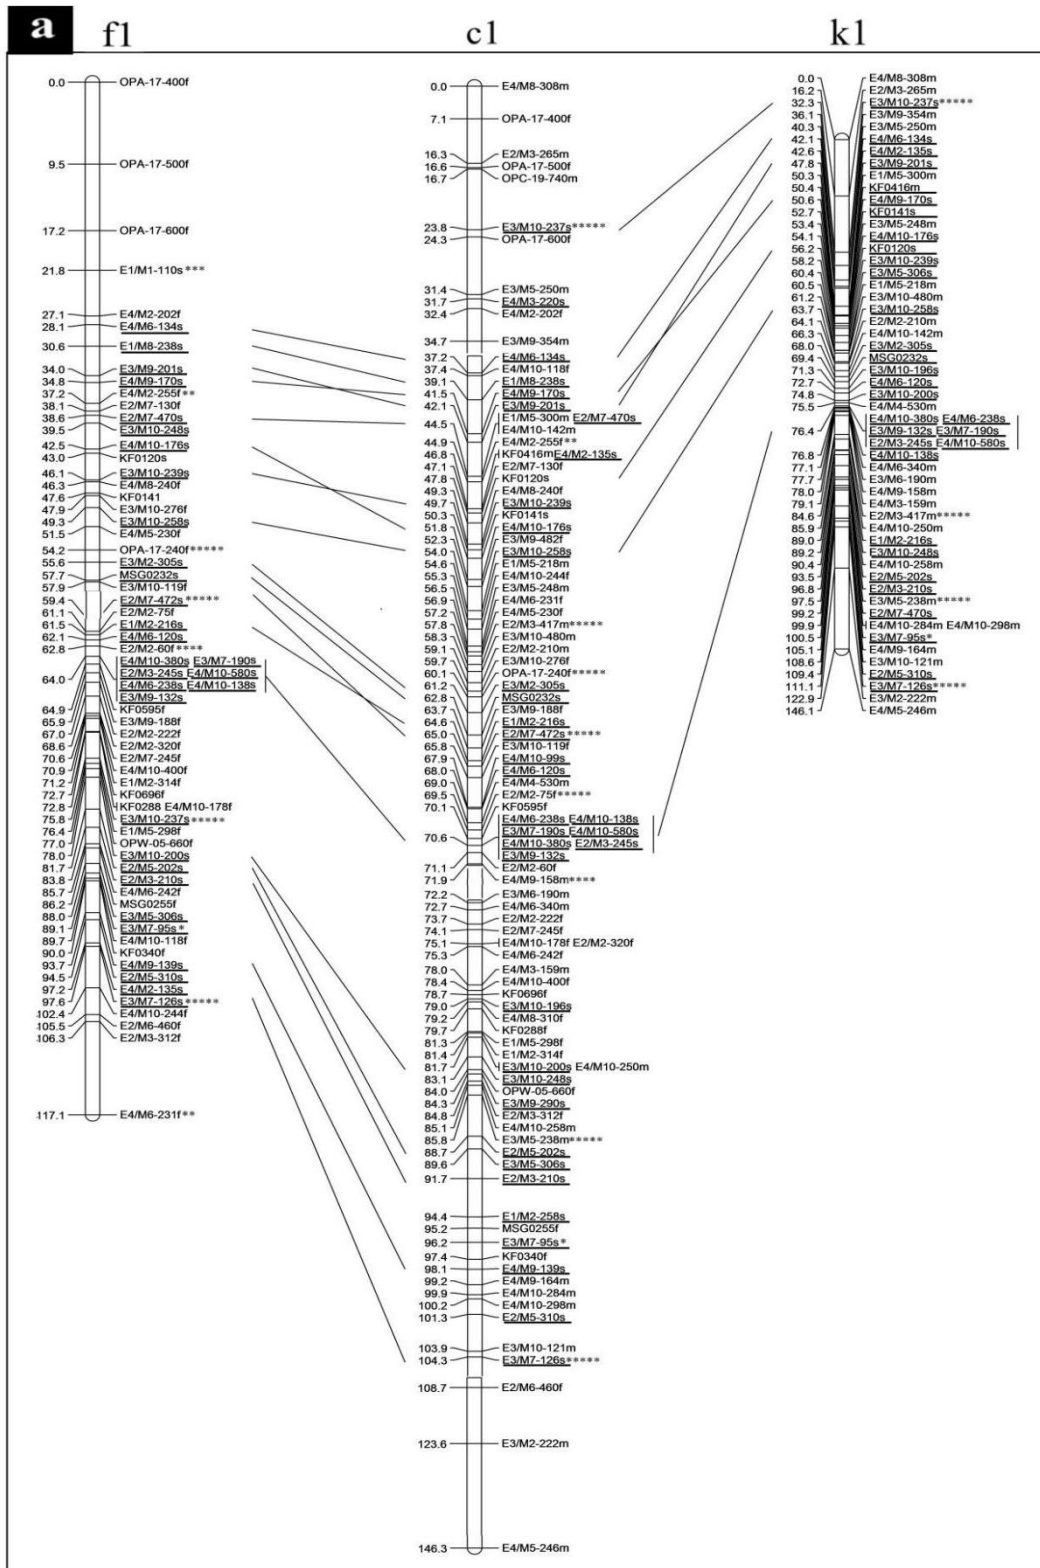 a
f1
c1
k1
0.0 OPA-17-400f
9.5 OPA-17-500f
17.2 OPA-17-600f
21.8 E1/M1-110s***
27.1 E4/M2-202f
28.1 E4/M6-134s
30.6 E1/M8-238s
34.0 E3/M9-201s
34.8 E4/M9-170s
37.2 E4/M2-255f**
38.1 E2/M7-130f
38.6 E2/M7-470s
39.5 E3/M10-248s
42.5 E4/M10-176s
43.0 KF0120s
46.1 E3/M10-239s
46.3 E4/M8-240f
47.6 KF0141
47.9 E3/M10-276f
49.3 E3/M10-258s
51.5 E4/M5-230f
54.2 OPA-17-240f*****
55.6 E3/M2-305s
57.7 MSG0232s
57.9 E3/M10-119f
59.4 E2/M7-472s*****
61.1 E2/M2-75f
61.5 E1/M2-216s
62.1 E4/M6-120s
62.8 E2/M2-60f****
E4/M10-380s E3/M7-190s
64.0 E2/M3-245s E4/M10-580s
E4/M6-238s E4/M10-138s
E3/M9-132s
64.9 KF0595f
65.9 E3/M9-188f
67.0 E2/M2-222f
68.6 E2/M2-320f
70.6 E2/M7-245f
70.9 E4/M10-400f
71.2 E1/M2-314f
72.7 KF0696f
72.8 KF0288 E4/M10-178f
75.8 E3/M10-237s*****
76.4 E1/M5-298f
77.0 OPW-05-660f
78.0 E3/M10-200s
81.7 E2/M5-202s
83.8 E2/M3-210s
85.7 E4/M6-242f
86.2 MSG0255f
88.0 E3/M5-306s
89.1 E3/M7-95s*
89.7 E4/M10-118f
90.0 KF0340f
93.7 E4/M9-139s
94.5 E2/M5-310s
97.2 E4/M2-135s
97.6 E3/M7-126s*****
102.4 E4/M10-244f
105.5 E2/M6-460f
106.3 E2/M3-312f
117.1 E4/M6-231f**
0.0 E4/M8-308m
7.1 OPA-17-400f
16.3 E2/M3-265m
16.6 OPA-17-500f
16.7 OPC-19-740m
23.8 E3/M10-237s*****
24.3 OPA-17-600f
31.4 E3/M5-250m
31.7 E4/M3-220s
32.4 E4/M2-202f
34.7 E3/M9-354m
37.2 E4/M6-134s
37.4 E4/M10-118f
39.1 E1/M8-238s
41.5 E4/M9-170s
42.1 E3/M9-201s
44.5 E1/M5-300m E2/M7-470s
E4/M10-142m
44.9 E4/M2-255f**
46.8 KF0416m E4/M2-135s
47.1 E2/M7-130f
47.8 KF0120s
49.3 E4/M8-240f
49.7 E3/M10-239s
50.3 KF0141s
51.8 E4/M10-176s
52.3 E3/M9-482f
54.0 E3/M10-258s
54.6 E1/M5-218m
55.3 E4/M10-244f
56.5 E3/M5-248m
56.9 E4/M6-231f
57.2 E4/M5-230f
57.8 E2/M3-417m*****
58.3 E3/M10-480m
59.1 E2/M2-210m
59.7 E3/M10-276f
60.1 OPA-17-240f*****
61.2 E3/M2-305s
62.8 MSG0232s
63.7 E3/M9-188f
64.6 E1/M2-216s
65.0 E2/M7-472s*****
65.8 E3/M10-119f
67.9 E4/M10-99s
68.0 E4/M6-120s
69.0 E4/M4-530m
69.5 E2/M2-75f*****
70.1 KF0595f
E4/M6-238s E4/M10-138s
E3/M7-190s E4/M10-580s
70.6 E4/M10-380s E2/M3-245s
E3/M9-132s
71.1 E2/M2-60f
71.9 E4/M9-158m****
72.2 E3/M6-190m
72.7 E4/M6-340m
73.7 E2/M2-222f
74.1 E2/M7-245f
75.1 E4/M10-178f E2/M2-320f
75.3 E4/M6-242f
78.0 E4/M3-159m
78.4 E4/M10-400f
78.7 KF0696f
79.0 E3/M10-196s
79.2 E4/M8-310f
79.7 KF0288f
81.3 E1/M5-298f
81.4 E1/M2-314f
81.7 E3/M10-200s E4/M10-250m
83.1 E3/M10-248s
84.0 OPW-05-660f
84.3 E3/M9-290s
84.8 E2/M3-312f
85.1 E4/M10-258m
85.8 E3/M5-238m*****
88.7 E2/M5-202s
89.6 E3/M5-306s
91.7 E2/M3-210s
94.4 E1/M2-258s
95.2 MSG0255f
96.2 E3/M7-95s*
97.4 KF0340f
98.1 E4/M9-139s
99.2 E4/M9-164m
99.9 E4/M10-284m
100.2 E4/M10-298m
101.3 E2/M5-310s
103.9 E3/M10-121m
104.3 E3/M7-126s*****
108.7 E2/M6-460f
123.6 E3/M2-222m
146.3 E4/M5-246m
0.0 E4/M8-308m
16.2 E2/M3-265m
32.3 E3/M10-237s*****
36.1 E3/M9-354m
40.3 E3/M5-250m
42.1 E4/M6-134s
42.6 E4/M2-135s
47.8 E3/M9-201s
50.3 E1/M5-300m
50.4 KF0416m
50.6 E4/M9-170s
52.7 KF0141s
53.4 E3/M5-248m
54.1 E4/M10-176s
56.2 KF0120s
58.2 E3/M10-239s
60.4 E3/M5-306s
60.5 E1/M5-218m
61.2 E3/M10-480m
63.7 E3/M10-258s
64.1 E2/M2-210m
66.3 E4/M10-142m
68.0 E3/M2-305s
69.4 MSG0232s
71.3 E3/M10-196s
72.7 E4/M6-120s
74.8 E3/M10-200s
75.5 E4/M4-530m
E4/M10-380s E4/M6-238s
76.4 E3/M9-132s E3/M7-190s
E2/M3-245s E4/M10-580s
76.8 E4/M10-138s
77.1 E4/M6-340m
77.7 E3/M6-190m
78.0 E4/M9-158m
79.1 E4/M3-159m
84.6 E2/M3-417m*****
85.9 E4/M10-250m
89.0 E1/M2-216s
89.2 E3/M10-248s
90.4 E4/M10-258m
93.5 E2/M5-202s
96.8 E2/M3-210s
97.5 E3/M5-238m*****
99.2 E2/M7-470s
99.9 E4/M10-284m E4/M10-298m
100.5 E3/M7-95s*
105.1 E4/M9-164m
108.6 E3/M10-121m
109.4 E2/M5-310s
111.1 E3/M7-126s*****
122.9 E3/M2-222m
146.1 E4/M5-246m